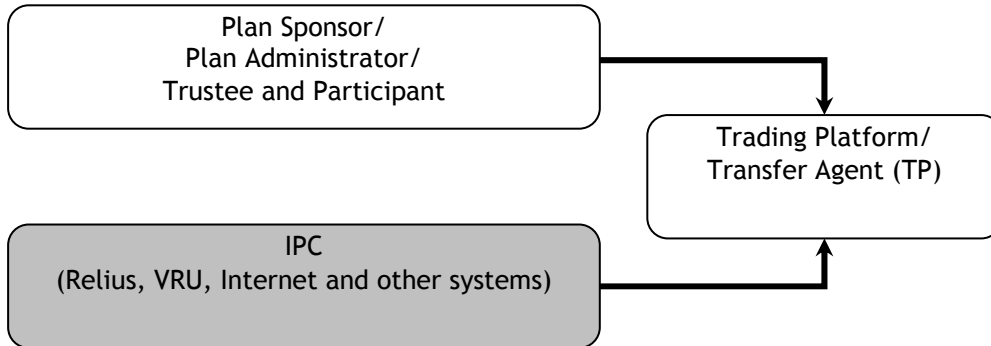 Plan Sponsor/
Plan Administrator/
Trustee and Participant
Trading Platform/
Transfer Agent (TP)
IPC
(Relius, VRU, Internet and other systems)